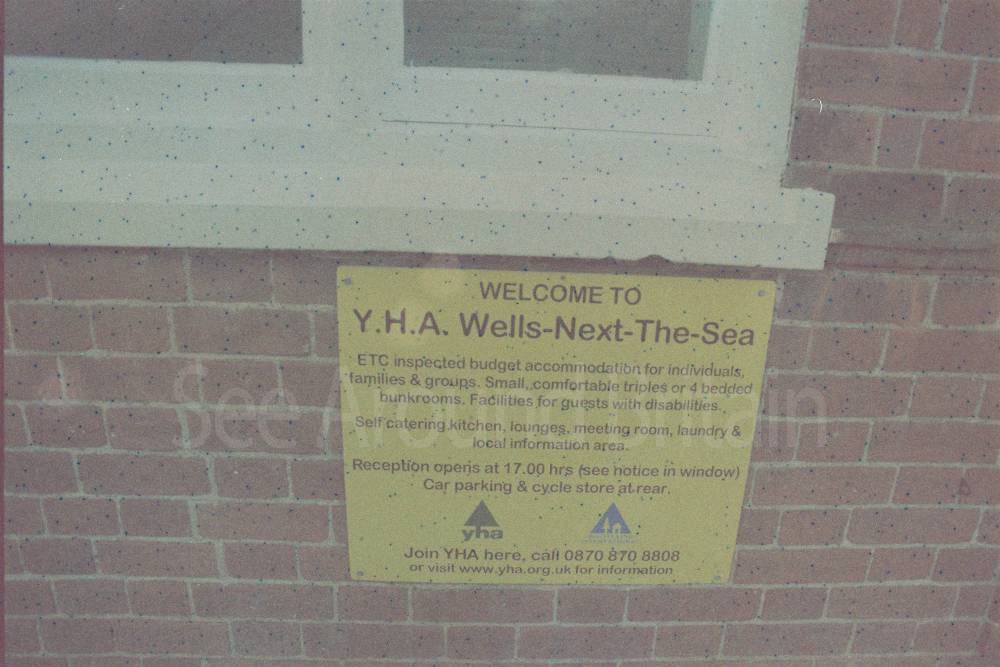 WELCOME TO
Y.H.A. Wells-Next-The-Sea
ETC inspected budget accommodation for individuals,
families & groups. Small, comfortable triples or 4 bedded
bunkrooms. Facilities for guests with disabilities.
Self catering kitchen, lounges, meeting room, laundry &
local information area.
Reception opens at 17.00 hrs (see notice in window)
Car parking & cycle store at rear.
yha
Join YHA here, call 0870 870 8808
or visit www.yha.org.uk for information
See Around Britain